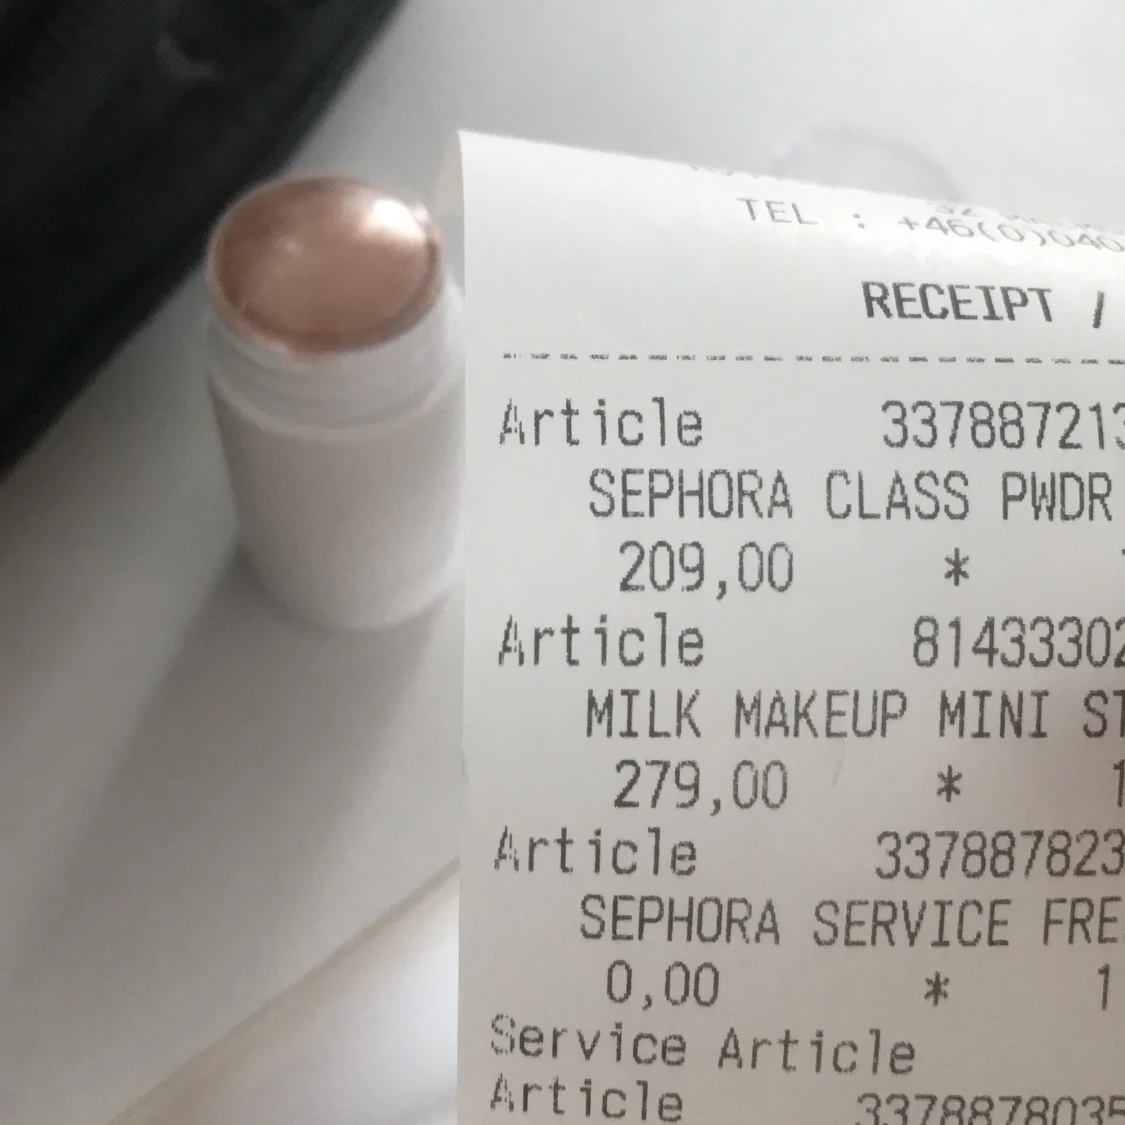 TEL : +46(0)040
RECEIPT /
Article 337887213
SEPHORA CLASS PWDR
209,00 *
Article 81433302
MILK MAKEUP MINI ST
279,00 * 1
Article 337887823
SEPHORA SERVICE FRE
0,00 * 1
Service Article
Article 3378878035